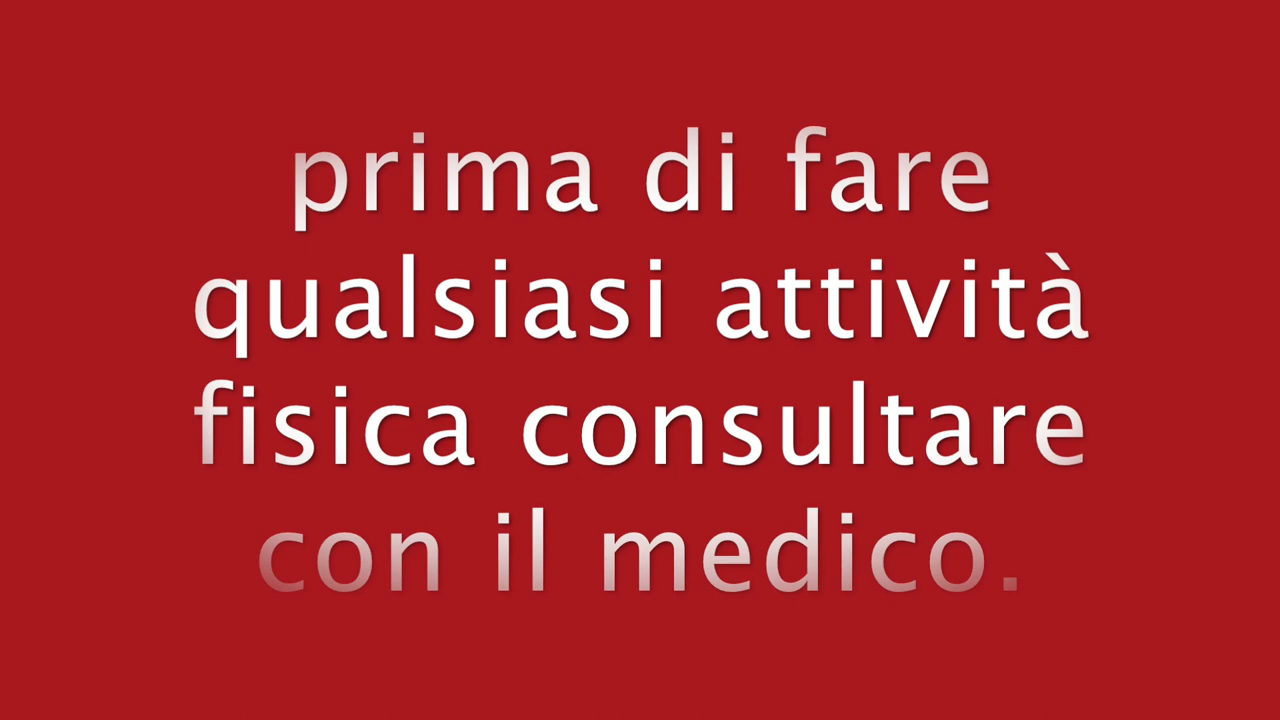 prima di fare
qualsiasi attività
fisica consultare
con il medico.